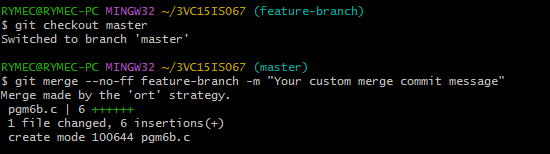 RYMEC@RYMEC-PC MINGW32 ~/3VC15IS067 (feature-branch)
$ git checkout master
Switched to branch 'master'
RYMEC@RYMEC-PC MINGW32 ~/3VC15IS067 (master)
$ git merge --no-ff feature-branch -m "Your custom merge commit message"
Merge made by the 'ort' strategy.
 pgm6b.c | 6 ++++++
 1 file changed, 6 insertions(+)
 create mode 100644 pgm6b.c